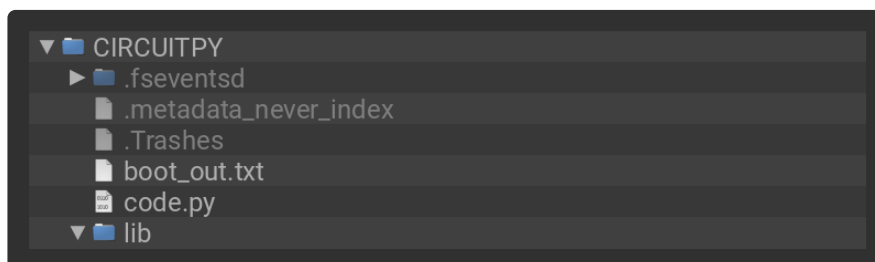 CIRCUITPY
.fseventsd
.metadata_never_index
.Trashes
boot_out.txt
code.py
lib